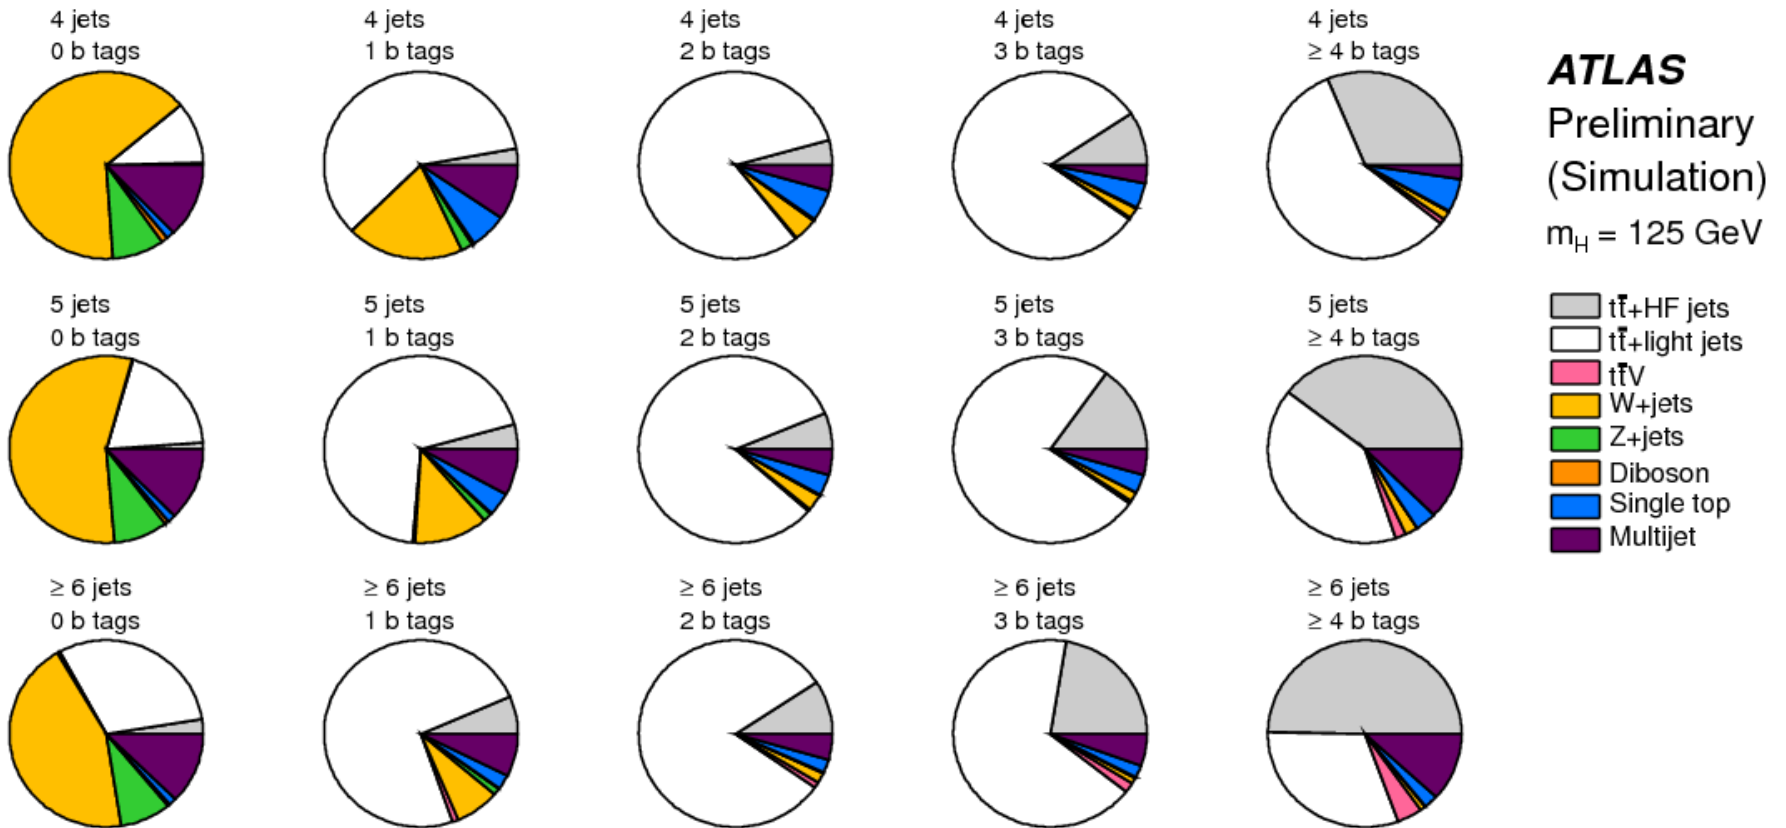 4 jets
0 b tags
4 jets
1 b tags
4 jets
2 b tags
4 jets
3 b tags
4 jets
≥ 4 b tags
5 jets
0 b tags
5 jets
1 b tags
5 jets
2 b tags
5 jets
3 b tags
5 jets
≥ 4 b tags
≥ 6 jets
0 b tags
≥ 6 jets
1 b tags
≥ 6 jets
2 b tags
≥ 6 jets
3 b tags
≥ 6 jets
≥ 4 b tags
ATLAS
Preliminary
(Simulation)
m_H = 125 GeV
tt̄+HF jets
tt̄+light jets
tt̄V
W+jets
Z+jets
Diboson
Single top
Multijet